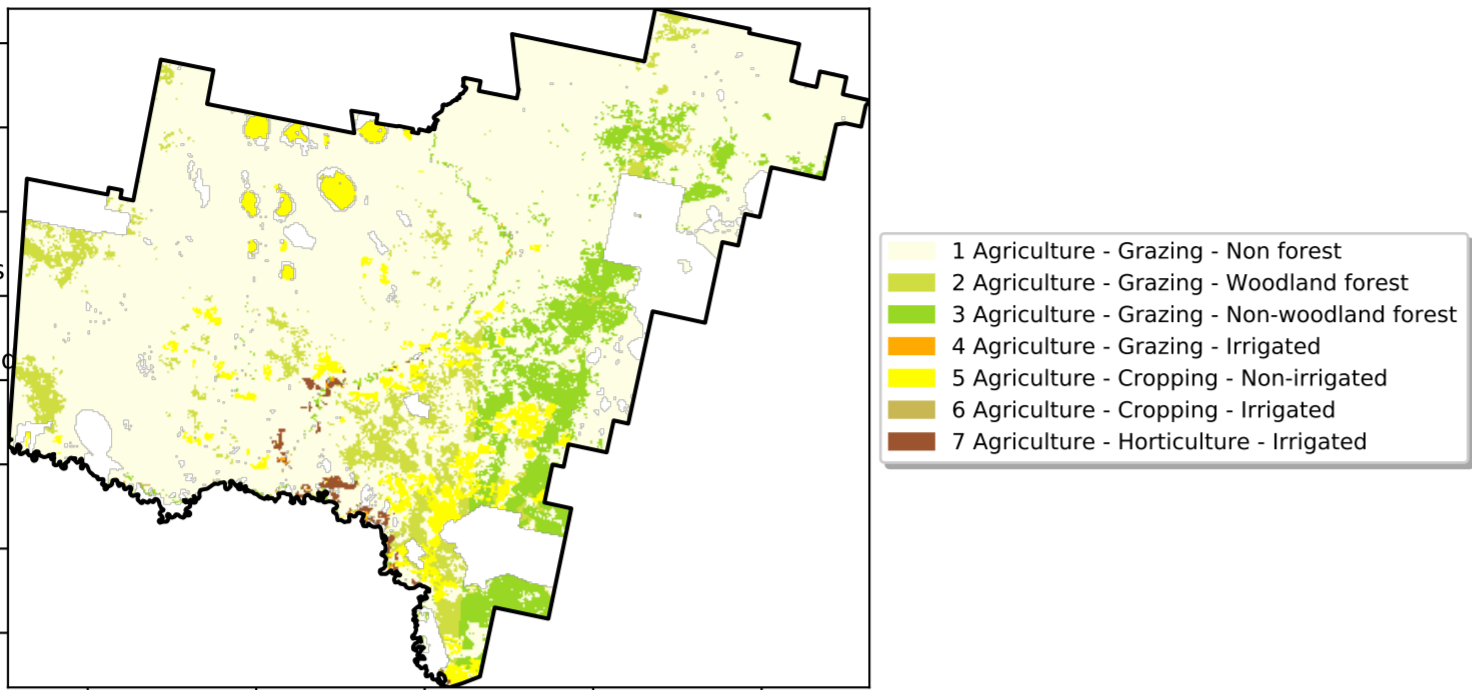 1 Agriculture - Grazing - Non forest
2 Agriculture - Grazing - Woodland forest
3 Agriculture - Grazing - Non-woodland forest
4 Agriculture - Grazing - Irrigated
5 Agriculture - Cropping - Non-irrigated
6 Agriculture - Cropping - Irrigated
7 Agriculture - Horticulture - Irrigated